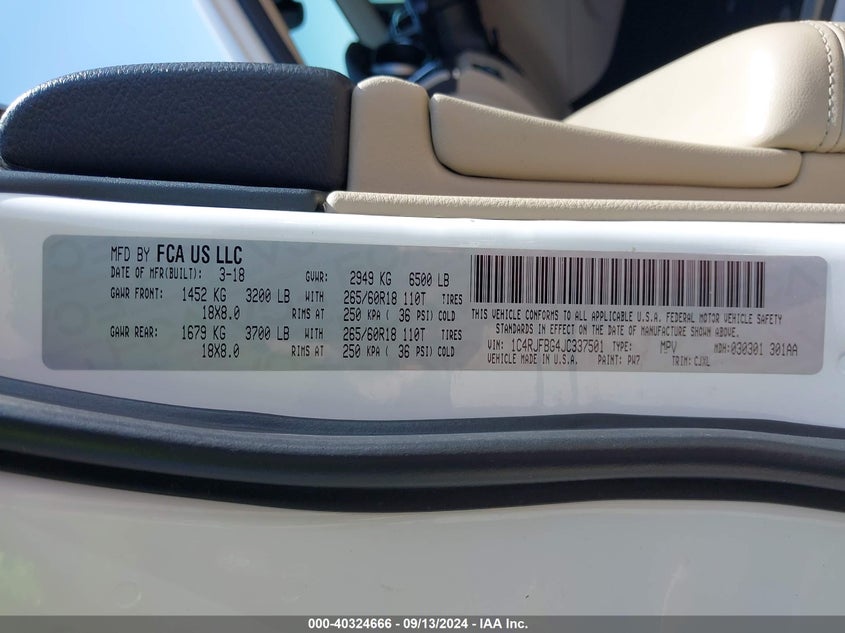 MFD BY FCA US LLC
DATE OF MFR(BUILT): 3-18 GVWR: 2949 KG 6500 LB
GAWR FRONT: 1452 KG 3200 LB WITH 265/60R18 110T TIRES
18X8.0 RIMS AT 250 KPA ( 36 PSI) COLD
GAWR REAR: 1679 KG 3700 LB WITH 265/60R18 110T TIRES
18X8.0 RIMS AT 250 KPA ( 36 PSI) COLD
THIS VEHICLE CONFORMS TO ALL APPLICABLE U.S.A. FEDERAL MOTOR VEHICLE SAFETY
STANDARDS IN EFFECT ON THE DATE OF MANUFACTURE SHOWN ABOVE.
VIN: 1C4RJFBG4JC337501 TYPE: MPV MDH:030301 301AA
VEHICLE MADE IN U.S.A. PAINT: PW7 TRIM: CJXL
000-40324666 - 09/13/2024 - IAA Inc.